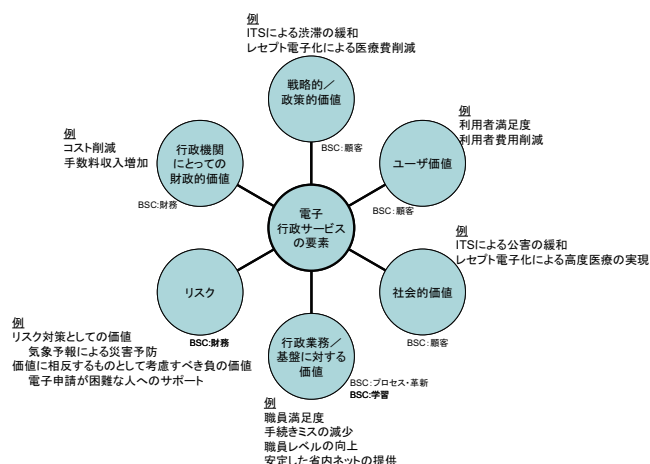 例
ITSによる渋滞の緩和
レセプト電子化による医療費削減
戦略的／
政策的価値
BSC：顧客
例
利用者満足度
利用者費用削減
ユーザ価値
BSC：顧客
例
コスト削減
手数料収入増加
行政機関
にとっての
財政的価値
BSC：財務
電子
行政サービス
の要素
例
ITSによる公害の緩和
レセプト電子化による高度医療の実現
社会的価値
BSC：顧客
リスク
BSC：財務
例
リスク対策としての価値
気象予報による災害予防
価値に相反するものとして考慮すべき負の価値
電子申請が困難な人へのサポート
行政業務／
基盤に対する
価値
BSC：プロセス・革新
BSC：学習
例
職員満足度
手続きミスの減少
職員レベルの向上
安定した省内ネットの提供